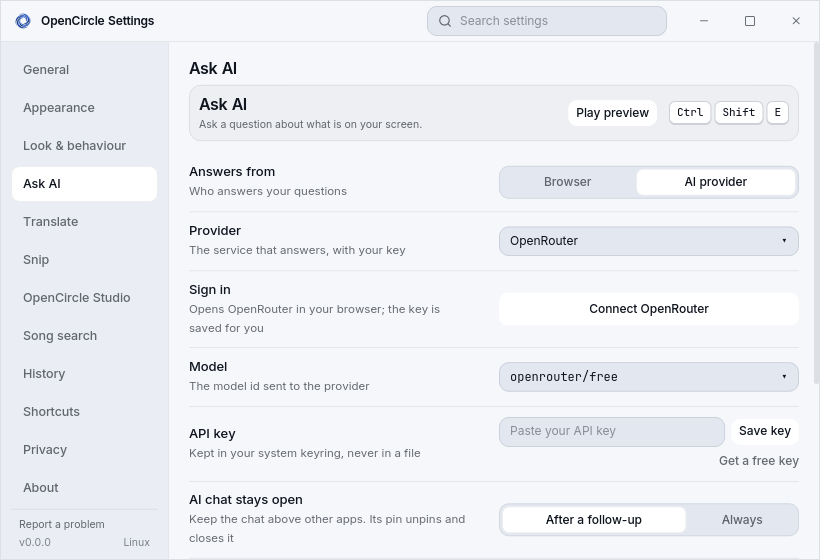 OpenCircle Settings
Search settings
General
Appearance
Look & behaviour
Ask AI
Translate
Snip
OpenCircle Studio
Song search
History
Shortcuts
Privacy
About
Report a problem
v0.0.0
Linux
Ask AI
Ask AI
Ask a question about what is on your screen.
Play preview
Ctrl
Shift
E
Answers from
Who answers your questions
Browser
AI provider
Provider
The service that answers, with your key
OpenRouter
Sign in
Opens OpenRouter in your browser; the key is
saved for you
Connect OpenRouter
Model
The model id sent to the provider
openrouter/free
API key
Kept in your system keyring, never in a file
Paste your API key
Save key
Get a free key
AI chat stays open
Keep the chat above other apps. Its pin unpins and
closes it
After a follow-up
Always